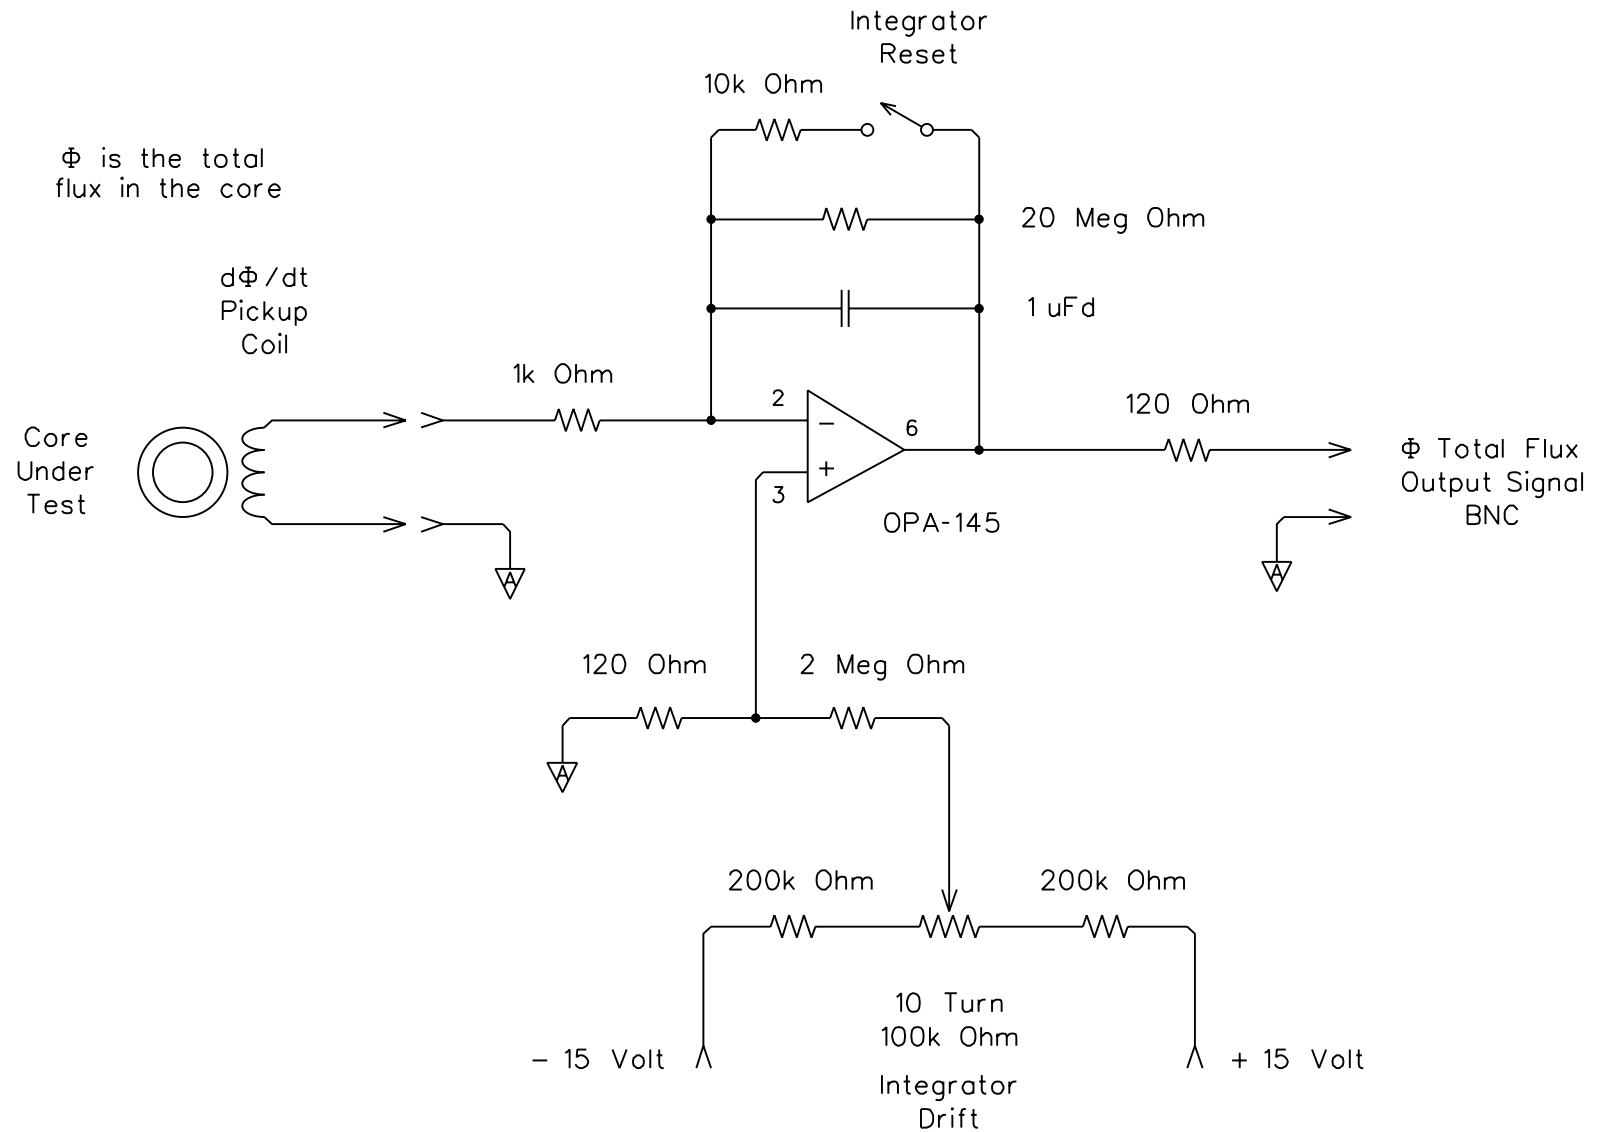 Integrator
Reset
10k Ohm
Φ is the total
flux in the core
20 Meg Ohm
dΦ/dt
Pickup
Coil
1 uFd
1k Ohm
2
120 Ohm
6
−
Core
Under
Test
Φ Total Flux
Output Signal
BNC
+
3
OPA-145
A
A
120 Ohm
2 Meg Ohm
A
200k Ohm
200k Ohm
10 Turn
100k Ohm
− 15 Volt
+ 15 Volt
Integrator
Drift